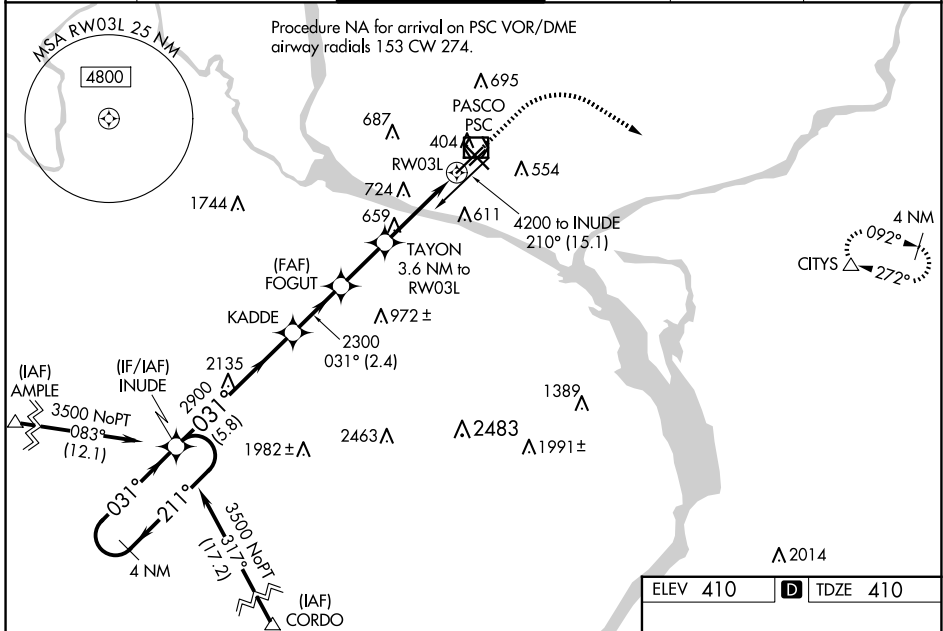 MSA RW03L 25 NM
4800
Procedure NA for arrival on PSC VOR/DME
airway radials 153 CW 274.
695
PASCO
PSC
687
404
RW03L
554
724
1744
659
611
4200 to INUDE
210° (15.1)
4 NM
092°
CITYS
272°
TAYON
3.6 NM to
RW03L
(FAF)
FOGUT
972 ±
KADDE
2300
031° (2.4)
2135
(IF/IAF)
INUDE
(IAF)
AMPLE
2900
031°
(5.8)
1389
3500 NoPT
083°
(12.1)
1982 ±
2463
2483
1991 ±
031°
211°
4 NM
3500 NoPT
317°
(17.2)
2014
(IAF)
CORDO
ELEV 410 D TDZE 410